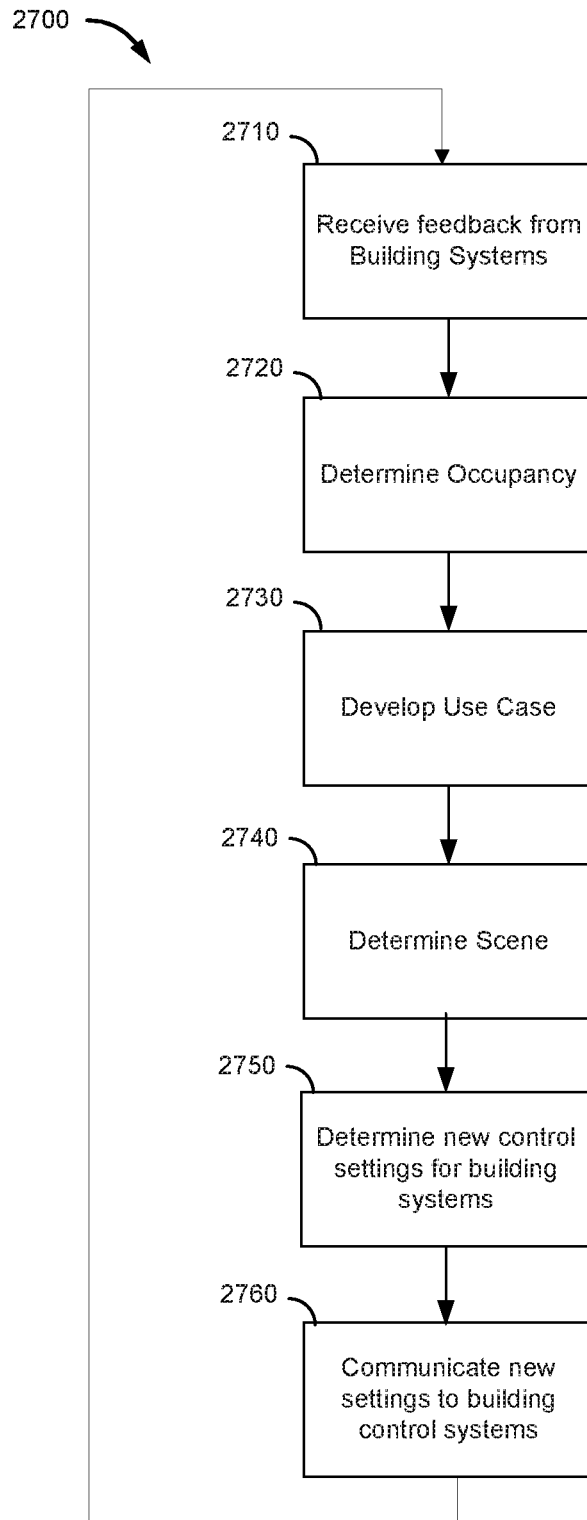 2700
2710
Receive feedback from
Building Systems
2720
Determine Occupancy
2730
Develop Use Case
2740
Determine Scene
2750
Determine new control
settings for building
systems
2760
Communicate new
settings to building
control systems